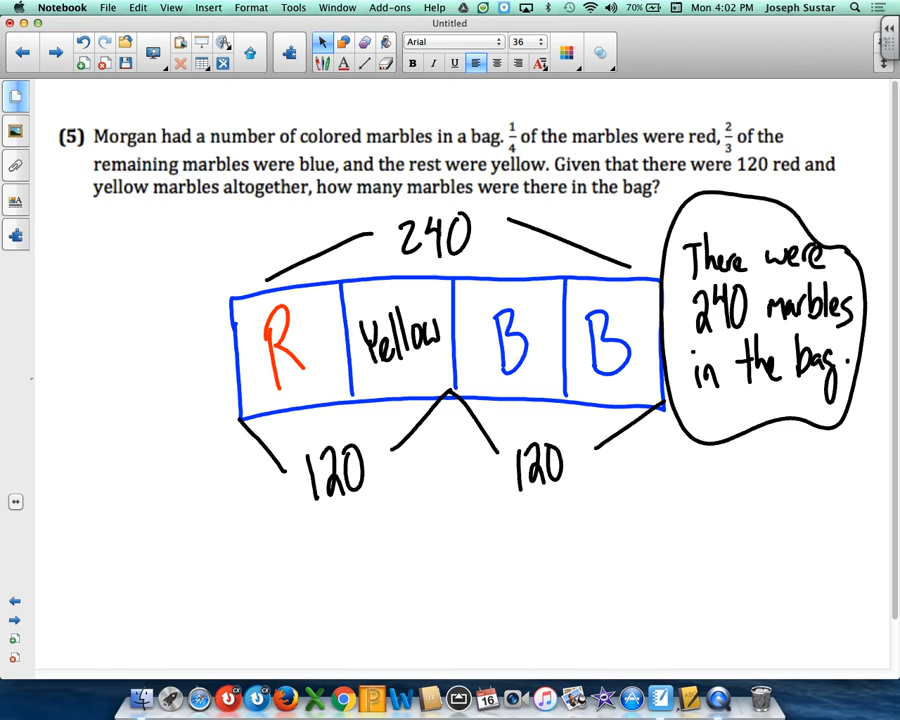 Notebook File Edit View Insert Format Tools Window Add-ons Help 70% Mon 4:02 PM Joseph Sustar
Untitled
Arial 36
B I U A
(5) Morgan had a number of colored marbles in a bag. 1/4 of the marbles were red, 2/3 of the
remaining marbles were blue, and the rest were yellow. Given that there were 120 red and
yellow marbles altogether, how many marbles were there in the bag?
240
There were
240 marbles
in the bag.
R Yellow B B
120 120